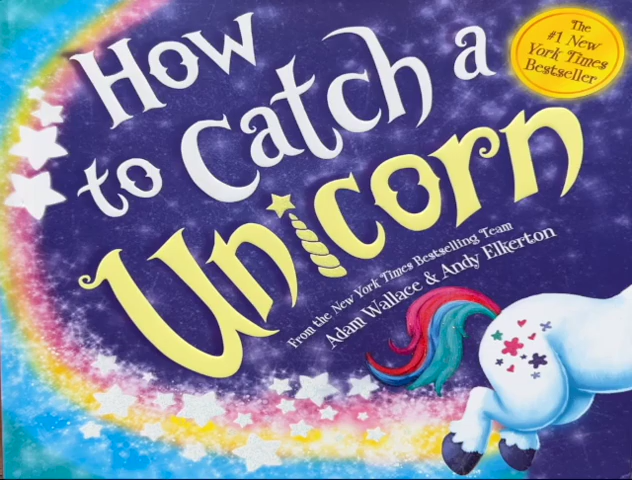 How
to Catch a
Unicorn
The
#1 New
York Times
Bestseller
From the New York Times Bestselling Team
Adam Wallace & Andy Elkerton